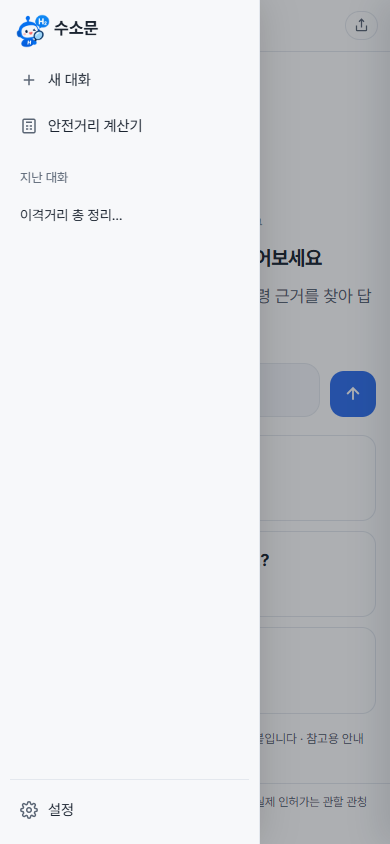 수소문
새 대화
안전거리 계산기
지난 대화
이격거리 총 정리...
어보세요
령 근거를 찾아 답
?
입니다 · 참고용 안내
실제 인허가는 관할 관청
설정